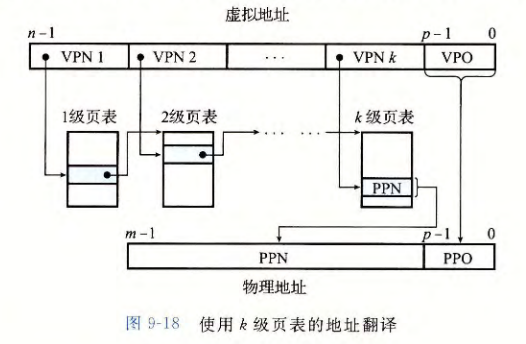 虚拟地址
n-1 p-1 0
VPN 1 VPN 2 ... VPN k VPO
1级页表 2级页表 ... ... k级页表
PPN
m-1 p-1 0
PPN PPO
物理地址
图 9-18 使用 k 级页表的地址翻译